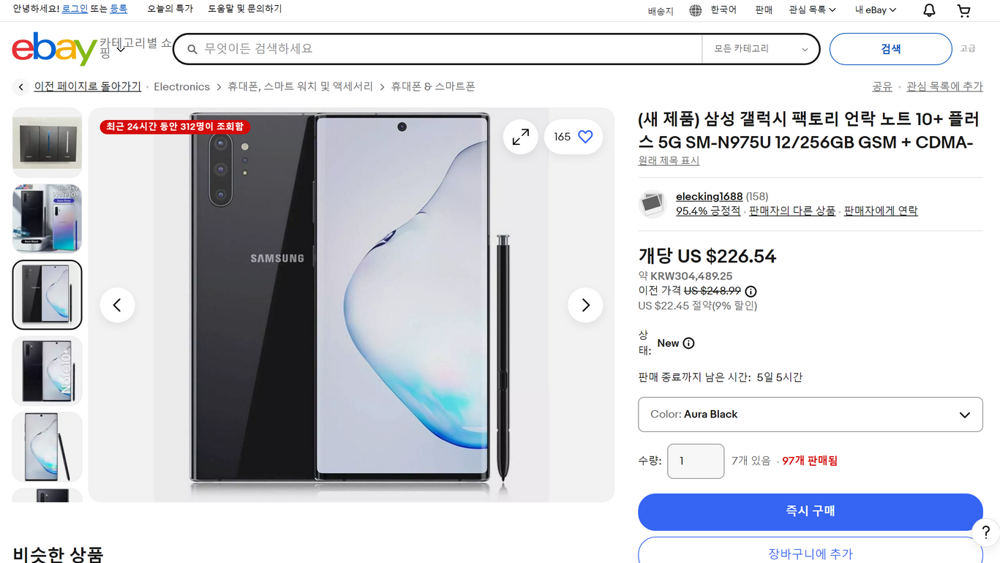 안녕하세요! 로그인 또는 등록
오늘의 특가
도움말 및 문의하기
배송지
한국어
판매
관심 목록
내 eBay
ebay
카테고리별 쇼
핑
무엇이든 검색하세요
모든 카테고리
검색
고급
이전 페이지로 돌아가기
Electronics
휴대폰, 스마트 워치 및 액세서리
휴대폰 & 스마트폰
공유
관심 목록에 추가
최근 24시간 동안 312명이 조회함
165
SAMSUNG
Note10+
Aura Glow
Aura Black
Note10+
(새 제품) 삼성 갤럭시 팩토리 언락 노트 10+ 플러
스 5G SM-N975U 12/256GB GSM + CDMA-
원래 제목 표시
elecking1688 (158)
95.4% 긍정적 · 판매자의 다른 상품 · 판매자에게 연락
개당 US $226.54
약 KRW304,489.25
이전 가격 US $248.99
US $22.45 절약(9% 할인)
상
태: New
판매 종료까지 남은 시간: 5일 5시간
Color: Aura Black
수량: 1 7개 있음 · 97개 판매됨
즉시 구매
?
장바구니에 추가
비슷한 상품